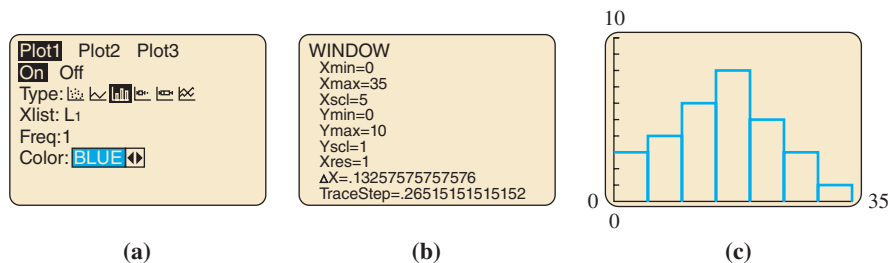 Plot1 Plot2 Plot3
On Off
Type:
Xlist: L1
Freq:1
Color: BLUE
(a)
WINDOW
Xmin=0
Xmax=35
Xscl=5
Ymin=0
Ymax=10
Yscl=1
Xres=1
ΔX=.13257575757576
TraceStep=.26515151515152
(b)
10
0
0
35
(c)